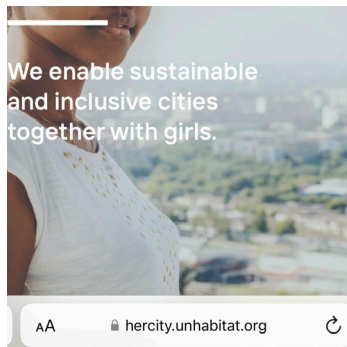 We enable sustainable
and inclusive cities
together with girls.
AA hercity.unhabitat.org